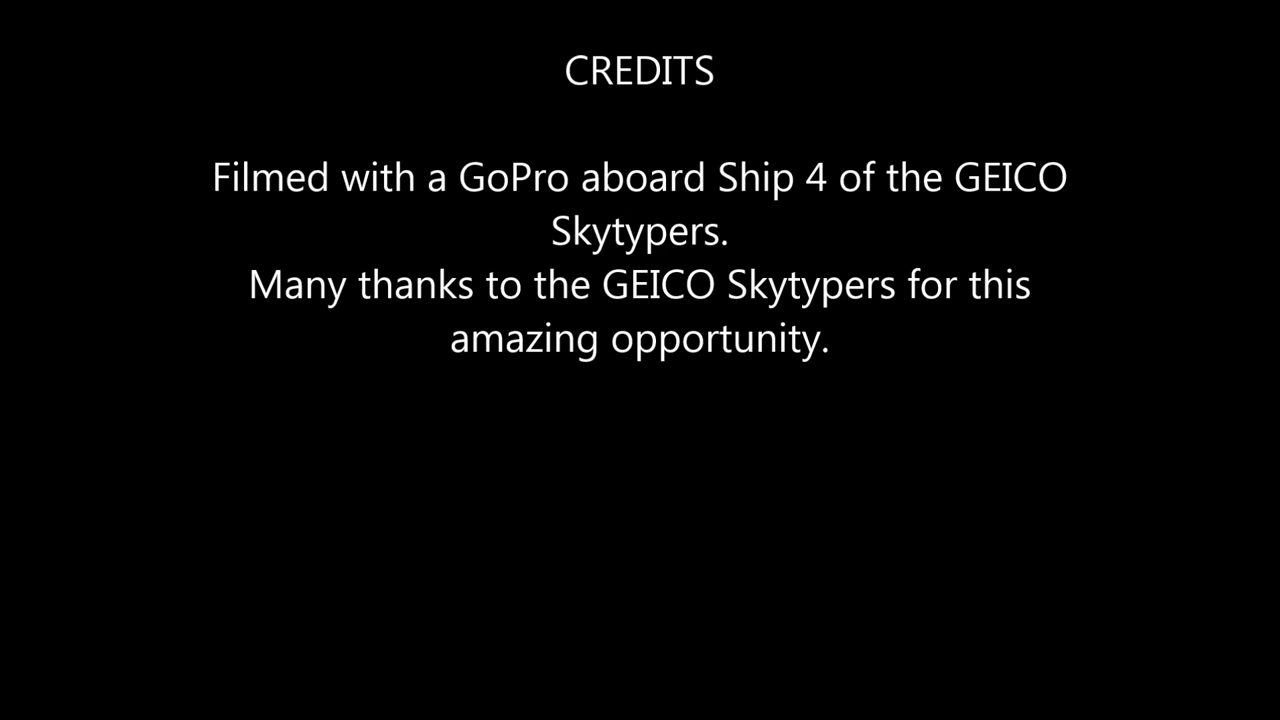 CREDITS
Filmed with a GoPro aboard Ship 4 of the GEICO
Skytypers.
Many thanks to the GEICO Skytypers for this
amazing opportunity.